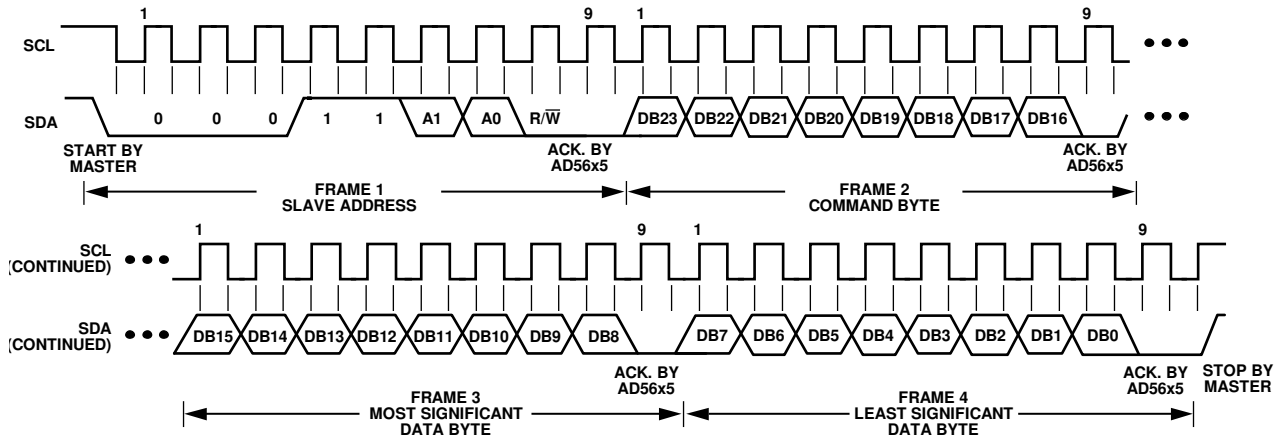 1 9 1 9
SCL
SDA
0 0 0 1 1 A1 A0 R/W̅ DB23 DB22 DB21 DB20 DB19 DB18 DB17 DB16
START BY
MASTER
ACK. BY
AD56x5
ACK. BY
AD56x5
FRAME 1
SLAVE ADDRESS
FRAME 2
COMMAND BYTE
1 9 1 9
SCL
(CONTINUED)
SDA
(CONTINUED)
DB15 DB14 DB13 DB12 DB11 DB10 DB9 DB8 DB7 DB6 DB5 DB4 DB3 DB2 DB1 DB0
ACK. BY
AD56x5
ACK. BY
AD56x5
STOP BY
MASTER
FRAME 3
MOST SIGNIFICANT
DATA BYTE
FRAME 4
LEAST SIGNIFICANT
DATA BYTE